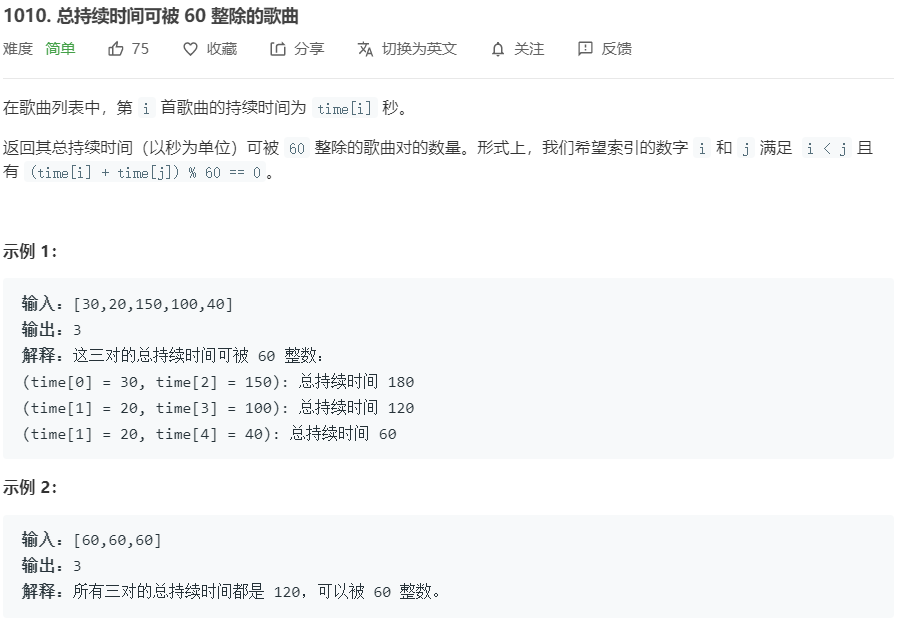 1010. 总持续时间可被 60 整除的歌曲
难度 简单 75 收藏 分享 切换为英文 关注 反馈
在歌曲列表中，第 i 首歌曲的持续时间为 time[i] 秒。
返回其总持续时间（以秒为单位）可被 60 整除的歌曲对的数量。形式上，我们希望索引的数字 i 和 j 满足 i < j 且
有 (time[i] + time[j]) % 60 == 0 。
示例 1：
输入：[30,20,150,100,40]
输出：3
解释：这三对的总持续时间可被 60 整数：
(time[0] = 30, time[2] = 150): 总持续时间 180
(time[1] = 20, time[3] = 100): 总持续时间 120
(time[1] = 20, time[4] = 40): 总持续时间 60
示例 2：
输入：[60,60,60]
输出：3
解释：所有三对的总持续时间都是 120，可以被 60 整数。